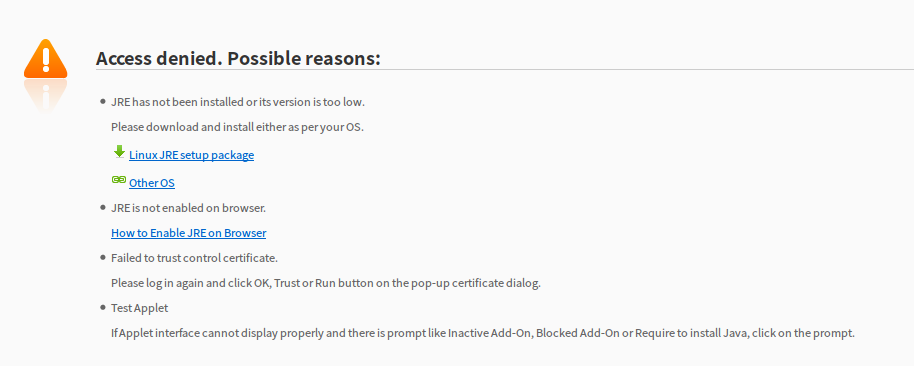 Access denied. Possible reasons:
JRE has not been installed or its version is too low.
Please download and install either as per your OS.
Linux JRE setup package
Other OS
JRE is not enabled on browser.
How to Enable JRE on Browser
Failed to trust control certificate.
Please log in again and click OK, Trust or Run button on the pop-up certificate dialog.
Test Applet
If Applet interface cannot display properly and there is prompt like Inactive Add-On, Blocked Add-On or Require to install Java, click on the prompt.